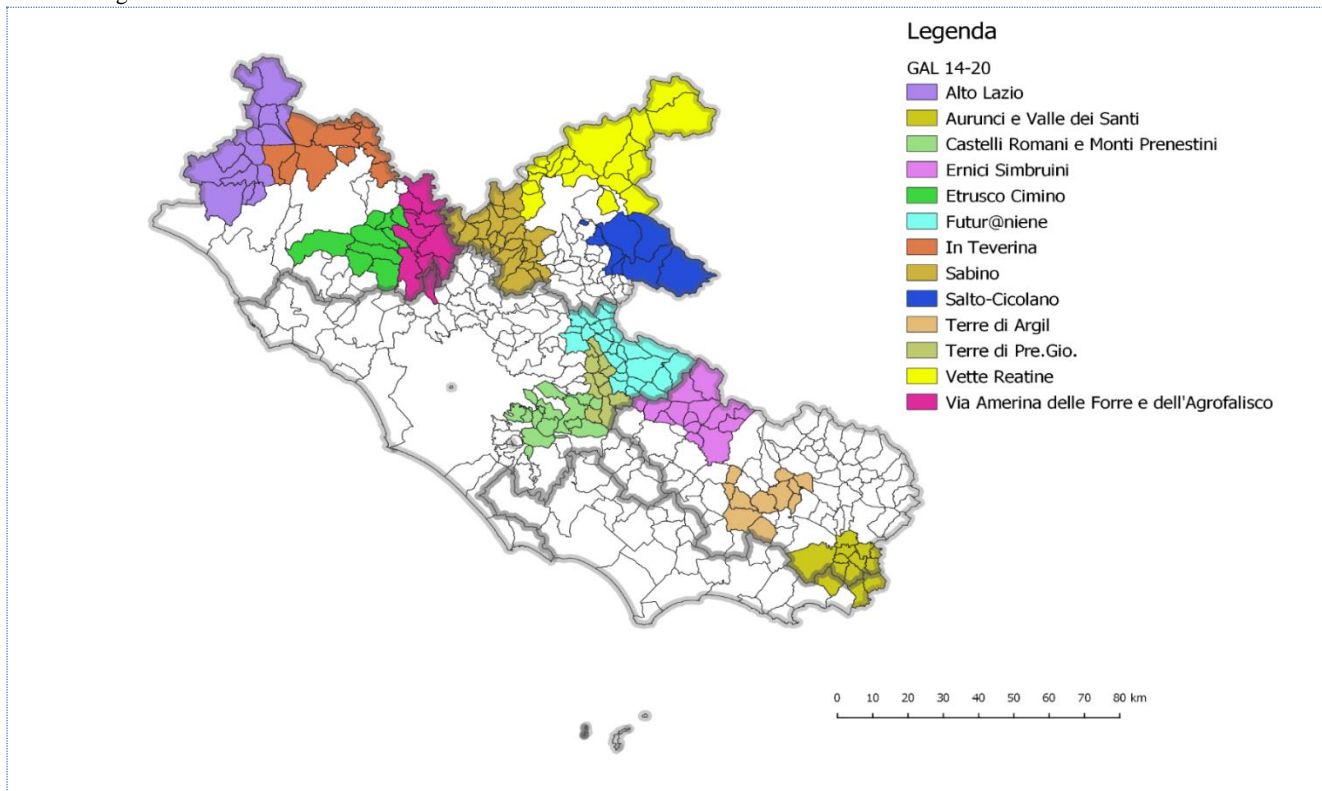 Legenda
GAL 14-20
Alto Lazio
Aurunci e Valle dei Santi
Castelli Romani e Monti Prenestini
Ernici Simbruini
Etrusco Cimino
Futur@niene
In Teverina
Sabino
Salto-Cicolano
Terre di Argil
Terre di Pre.Gio.
Vette Reatine
Via Amerina delle Forre e dell'Agrofalisco
0 10 20 30 40 50 60 70 80 km